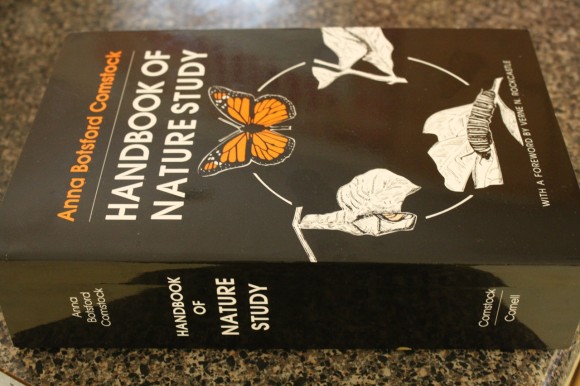 Anna Botsford Comstock
HANDBOOK OF
NATURE STUDY
WITH A FOREWORD BY VERNE N. ROCKCASTLE
Anna
Botsford
Comstock
HANDBOOK
OF
NATURE
STUDY
Comstock
Cornell